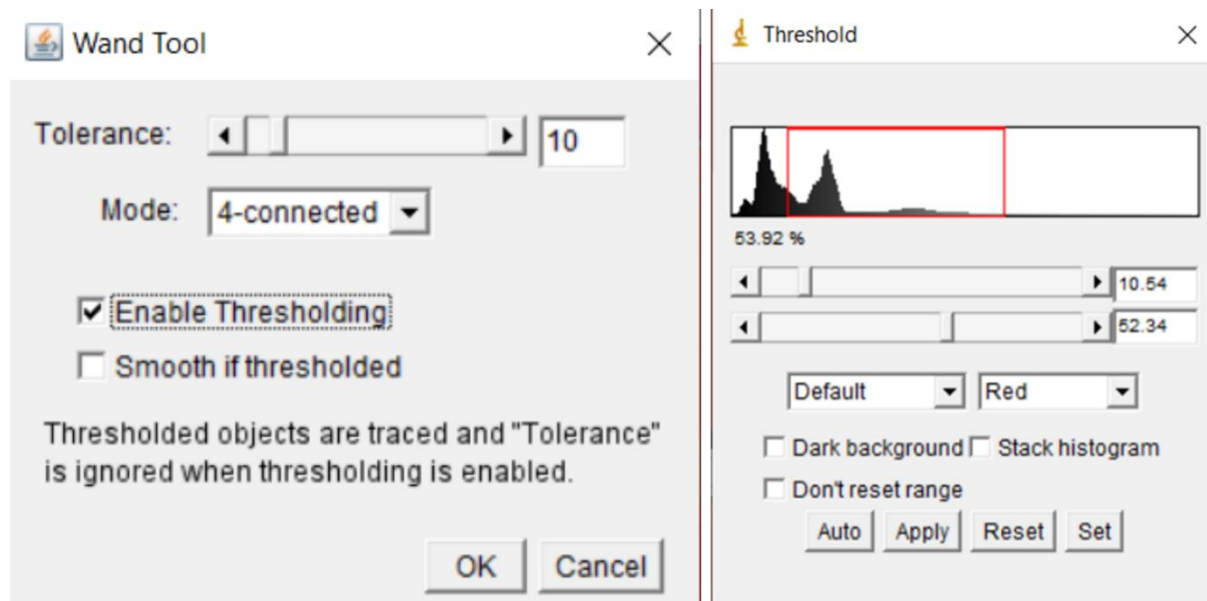 Wand Tool
Tolerance: 10
Mode: 4-connected
Enable Thresholding
Smooth if thresholded
Thresholded objects are traced and "Tolerance"
is ignored when thresholding is enabled.
OK Cancel
Threshold
53.92 %
10.54
52.34
Default Red
Dark background Stack histogram
Don't reset range
Auto Apply Reset Set